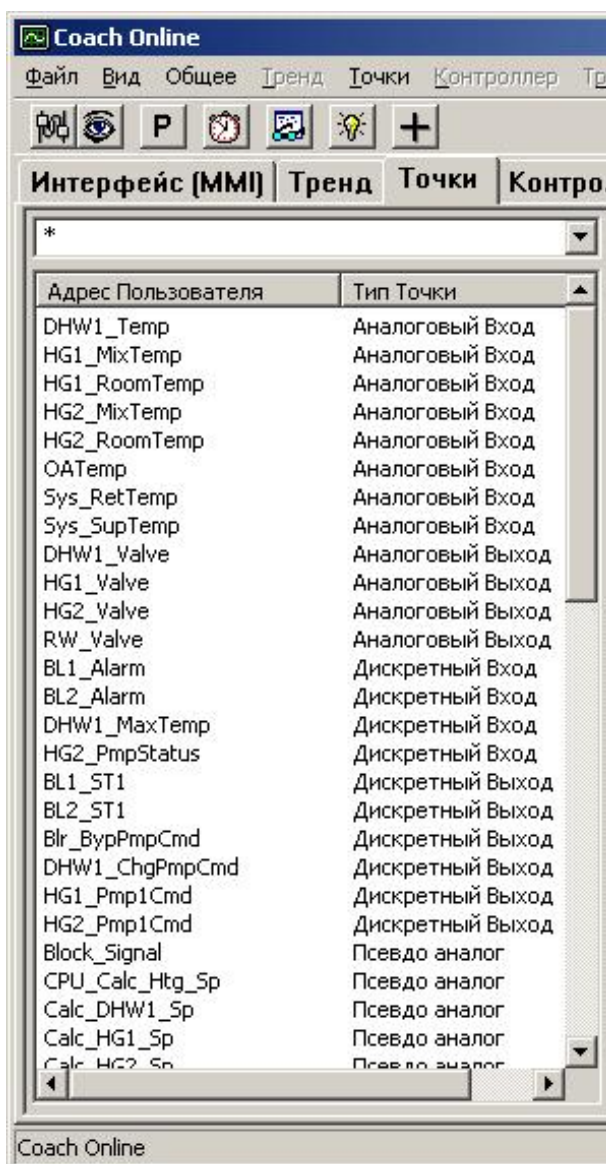 Coach Online
Файл Вид Общее Тренд Точки Контроллер Тр
P
Интерфейс (MMI) Тренд Точки Контро
*
Адрес Пользователя Тип Точки
DHW1_Temp Аналоговый Вход
HG1_MixTemp Аналоговый Вход
HG1_RoomTemp Аналоговый Вход
HG2_MixTemp Аналоговый Вход
HG2_RoomTemp Аналоговый Вход
OATemp Аналоговый Вход
Sys_RetTemp Аналоговый Вход
Sys_SupTemp Аналоговый Вход
DHW1_Valve Аналоговый Выход
HG1_Valve Аналоговый Выход
HG2_Valve Аналоговый Выход
RW_Valve Аналоговый Выход
BL1_Alarm Дискретный Вход
BL2_Alarm Дискретный Вход
DHW1_MaxTemp Дискретный Вход
HG2_PmpStatus Дискретный Вход
BL1_ST1 Дискретный Выход
BL2_ST1 Дискретный Выход
Blr_BypPmpCmd Дискретный Выход
DHW1_ChgPmpCmd Дискретный Выход
HG1_Pmp1Cmd Дискретный Выход
HG2_Pmp1Cmd Дискретный Выход
Block_Signal Псевдо аналог
CPU_Calc_Htg_Sp Псевдо аналог
Calc_DHW1_Sp Псевдо аналог
Calc_HG1_Sp Псевдо аналог
Calc_HG2_Sp Псевдо аналог
Coach Online